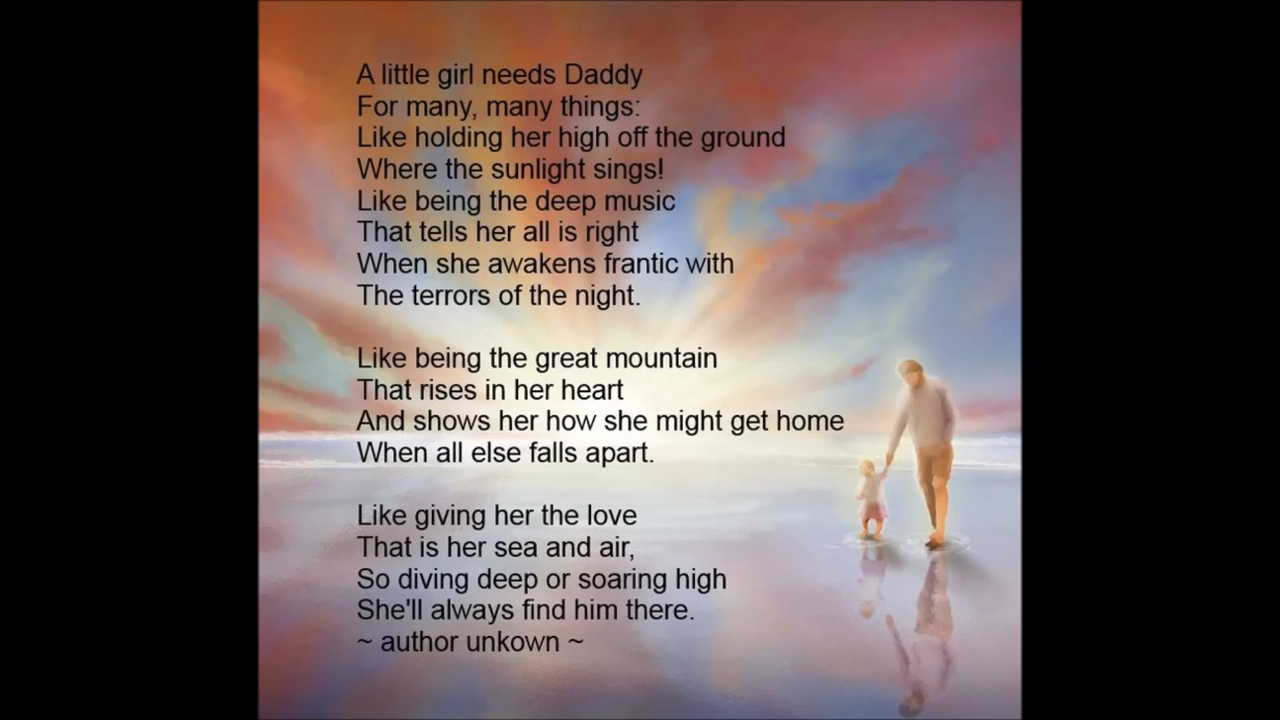 A little girl needs Daddy
For many, many things:
Like holding her high off the ground
Where the sunlight sings!
Like being the deep music
That tells her all is right
When she awakens frantic with
The terrors of the night.
Like being the great mountain
That rises in her heart
And shows her how she might get home
When all else falls apart.
Like giving her the love
That is her sea and air,
So diving deep or soaring high
She'll always find him there.
~ author unkown ~